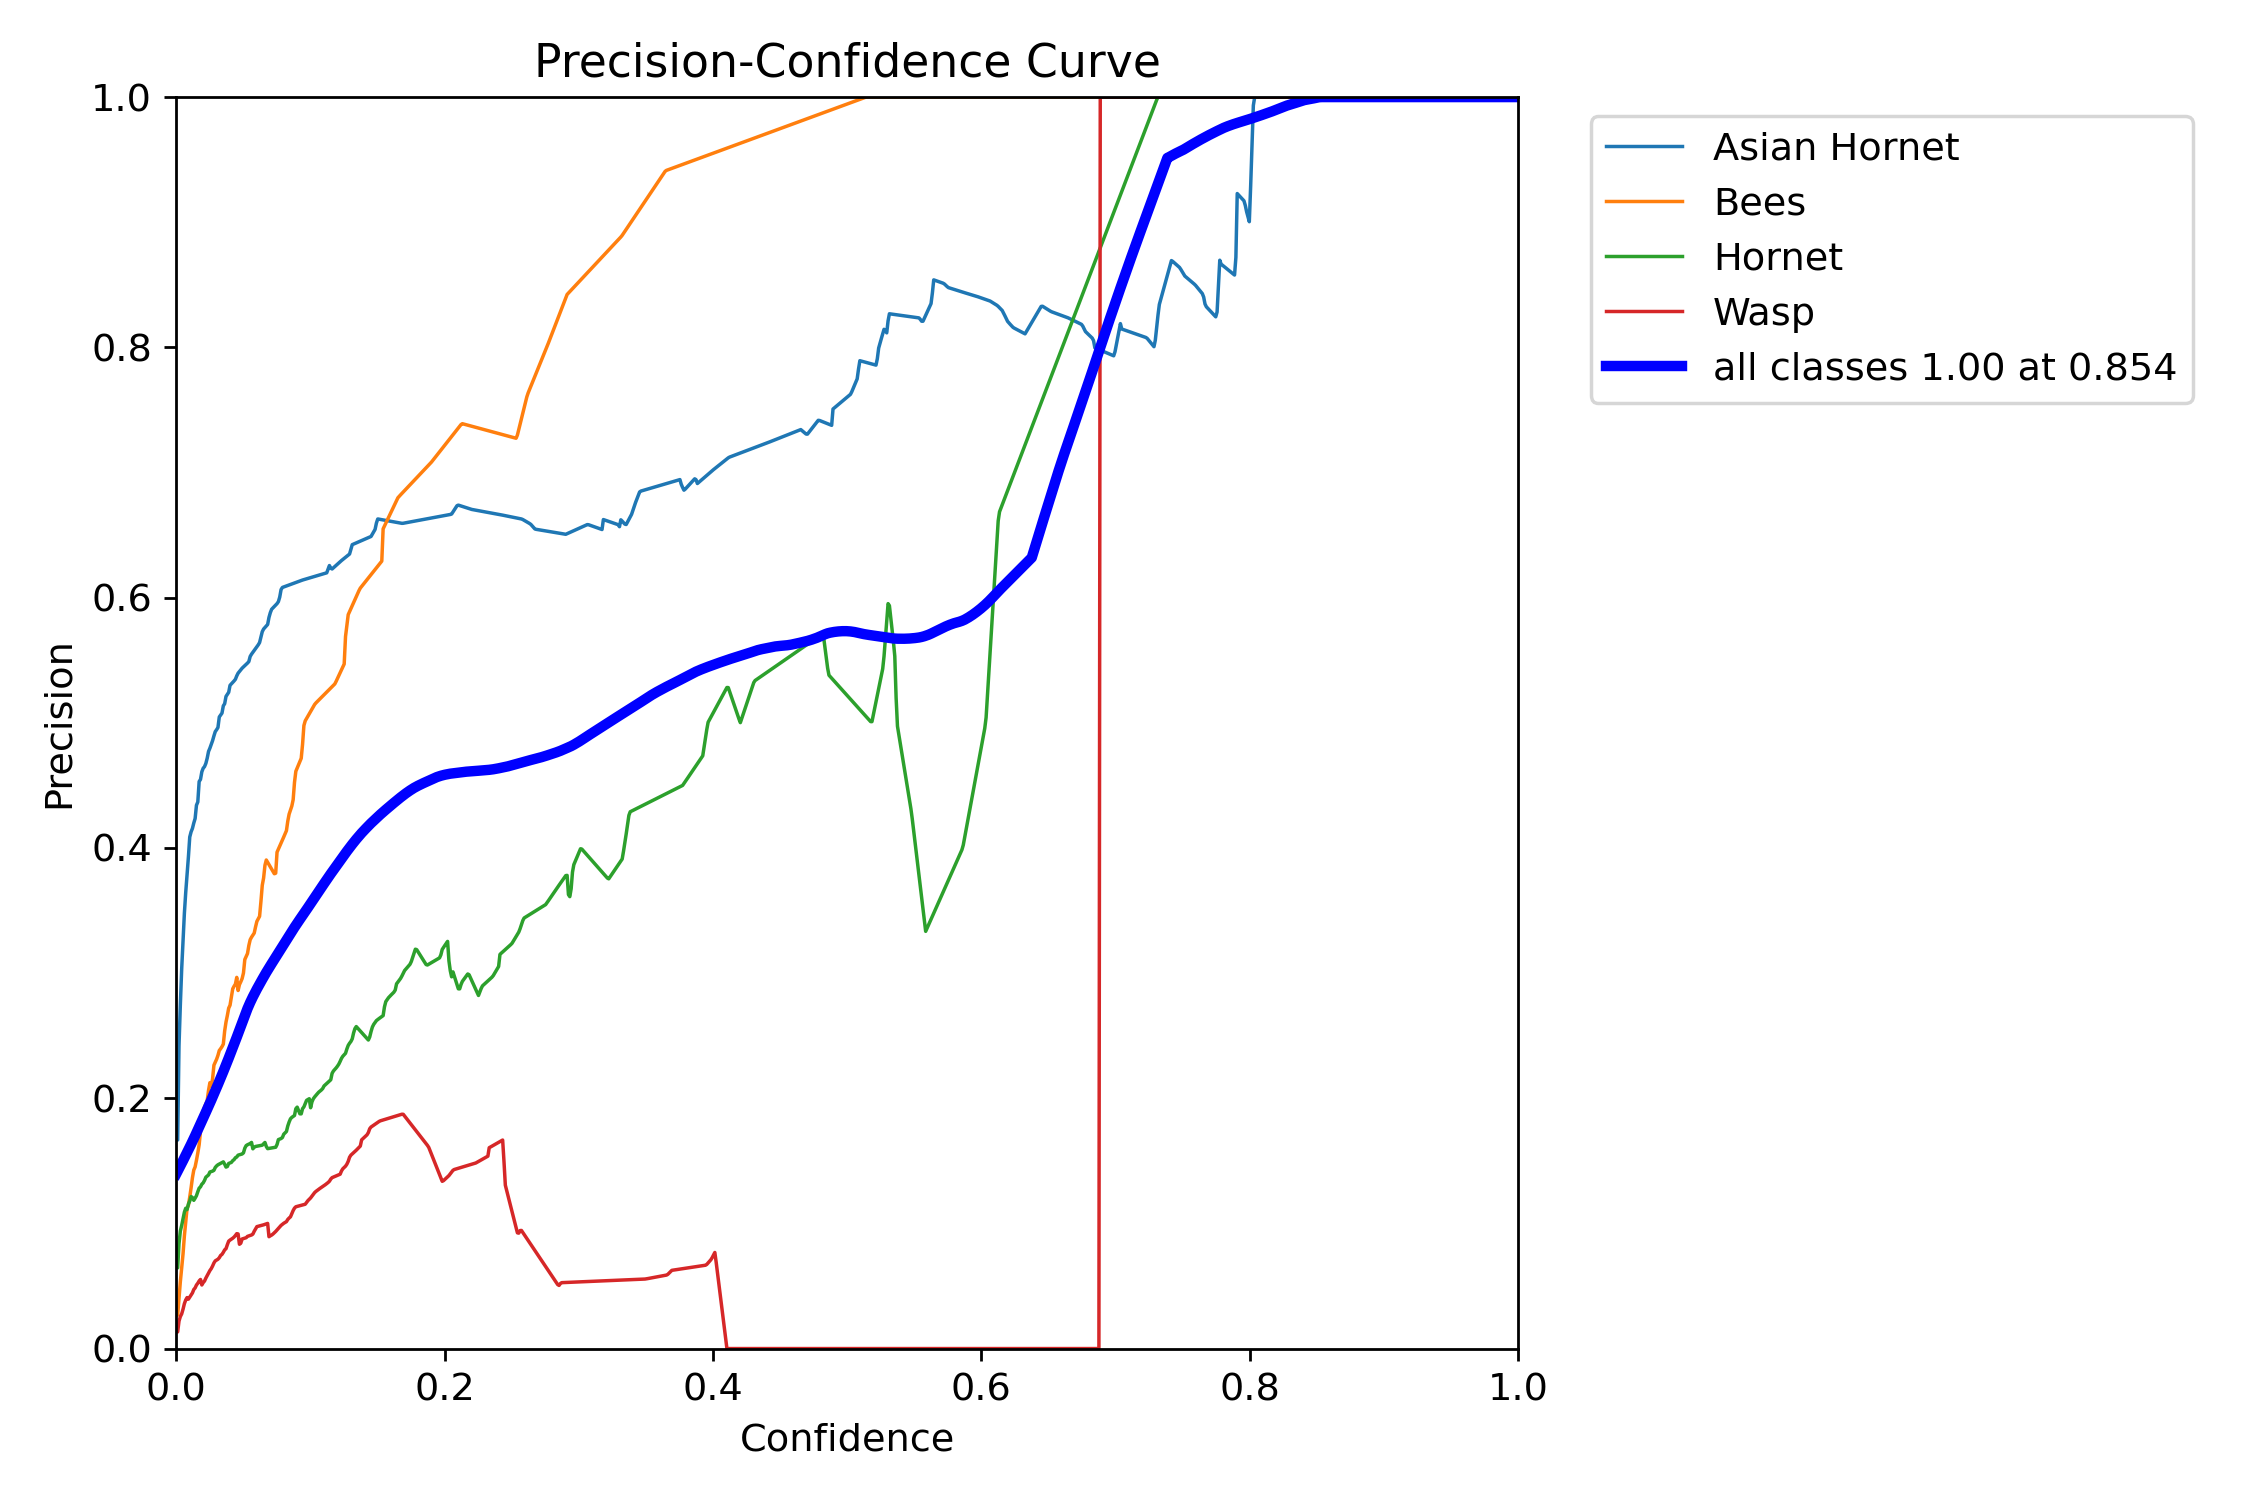 Precision-Confidence Curve
1.0
0.8
0.6
0.4
0.2
0.0
Precision
0.0 0.2 0.4 0.6 0.8 1.0
Confidence
Asian Hornet
Bees
Hornet
Wasp
all classes 1.00 at 0.854